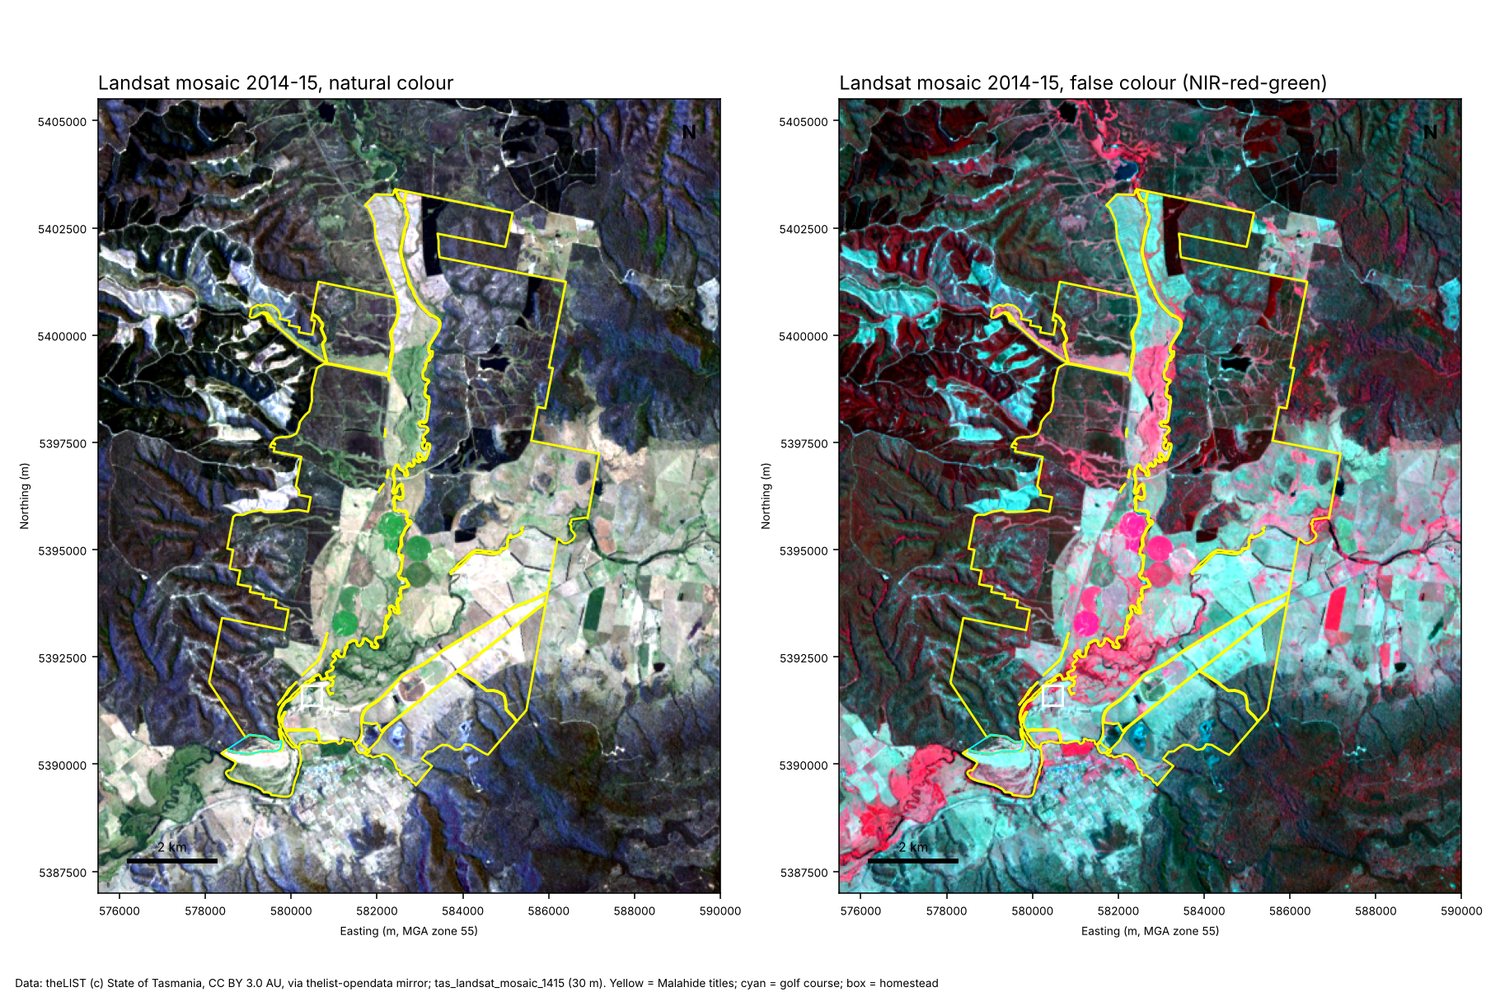 Landsat mosaic 2014-15, natural colour
5405000
5402500
5400000
5397500
5395000
5392500
5390000
5387500
Northing (m)
N
2 km
576000 578000 580000 582000 584000 586000 588000 590000
Easting (m, MGA zone 55)
Landsat mosaic 2014-15, false colour (NIR-red-green)
5405000
5402500
5400000
5397500
5395000
5392500
5390000
5387500
Northing (m)
N
2 km
576000 578000 580000 582000 584000 586000 588000 590000
Easting (m, MGA zone 55)
Data: theLIST (c) State of Tasmania, CC BY 3.0 AU, via thelist-opendata mirror; tas_landsat_mosaic_1415 (30 m). Yellow = Malahide titles; cyan = golf course; box = homestead